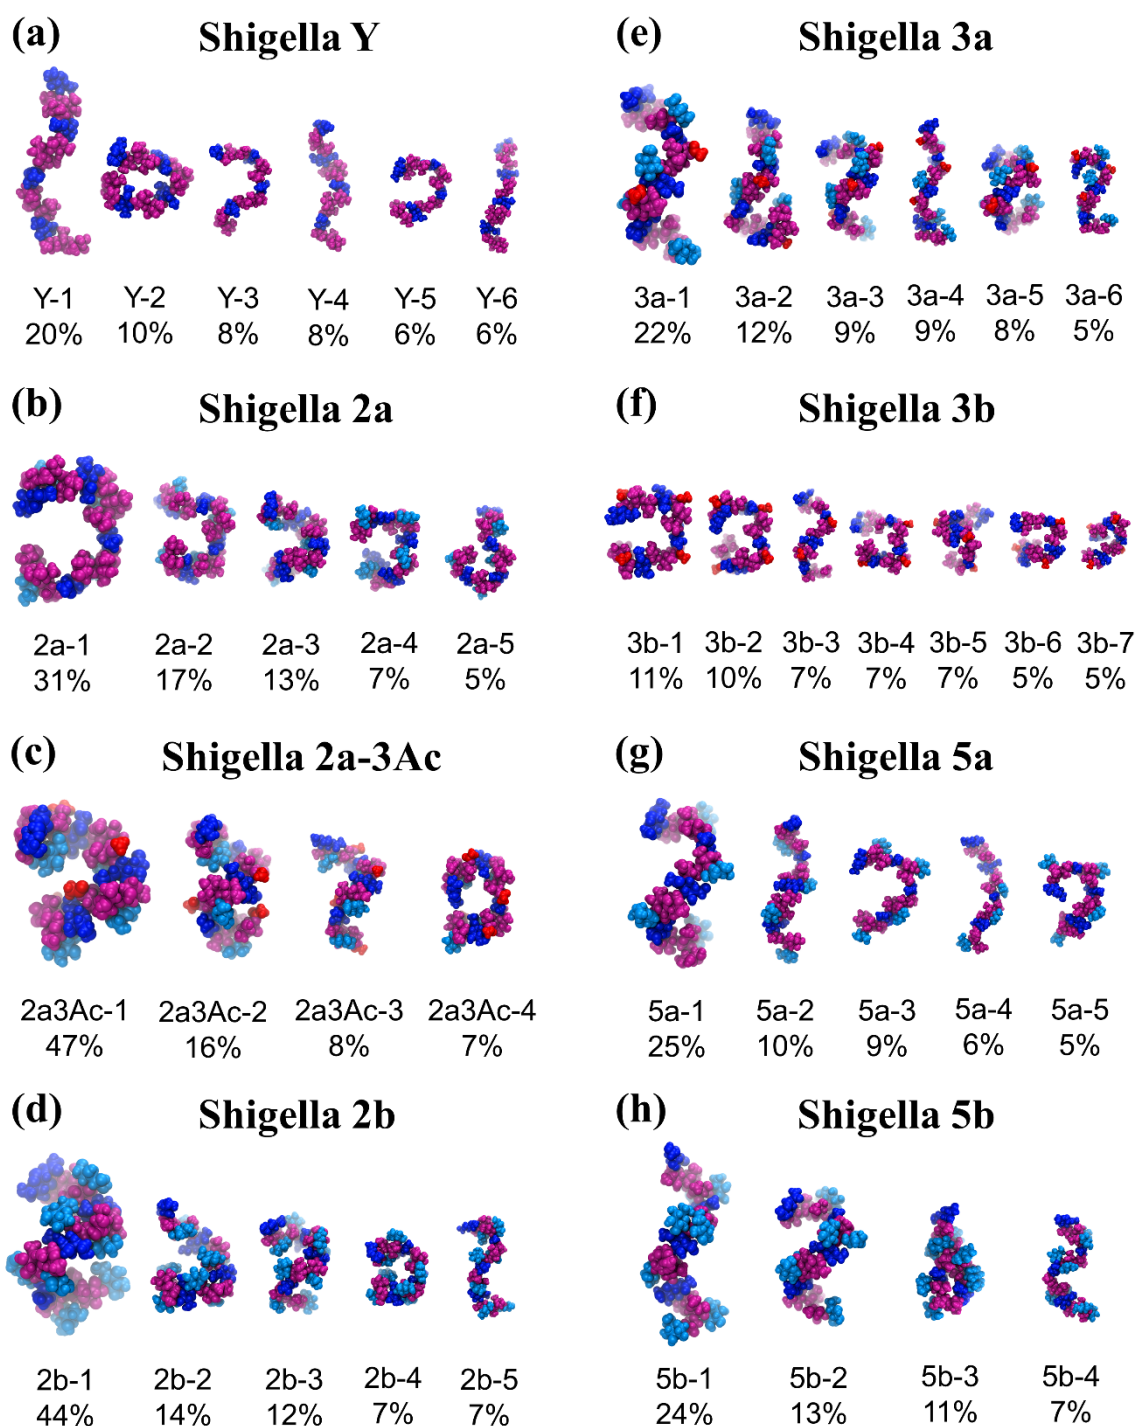 (a) Shigella Y
Y-1 Y-2 Y-3 Y-4 Y-5 Y-6
20% 10% 8% 8% 6% 6%
(e) Shigella 3a
3a-1 3a-2 3a-3 3a-4 3a-5 3a-6
22% 12% 9% 9% 8% 5%
(b) Shigella 2a
2a-1 2a-2 2a-3 2a-4 2a-5
31% 17% 13% 7% 5%
(f) Shigella 3b
3b-1 3b-2 3b-3 3b-4 3b-5 3b-6 3b-7
11% 10% 7% 7% 7% 5% 5%
(c) Shigella 2a-3Ac
2a3Ac-1 2a3Ac-2 2a3Ac-3 2a3Ac-4
47% 16% 8% 7%
(g) Shigella 5a
5a-1 5a-2 5a-3 5a-4 5a-5
25% 10% 9% 6% 5%
(d) Shigella 2b
2b-1 2b-2 2b-3 2b-4 2b-5
44% 14% 12% 7% 7%
(h) Shigella 5b
5b-1 5b-2 5b-3 5b-4
24% 13% 11% 7%